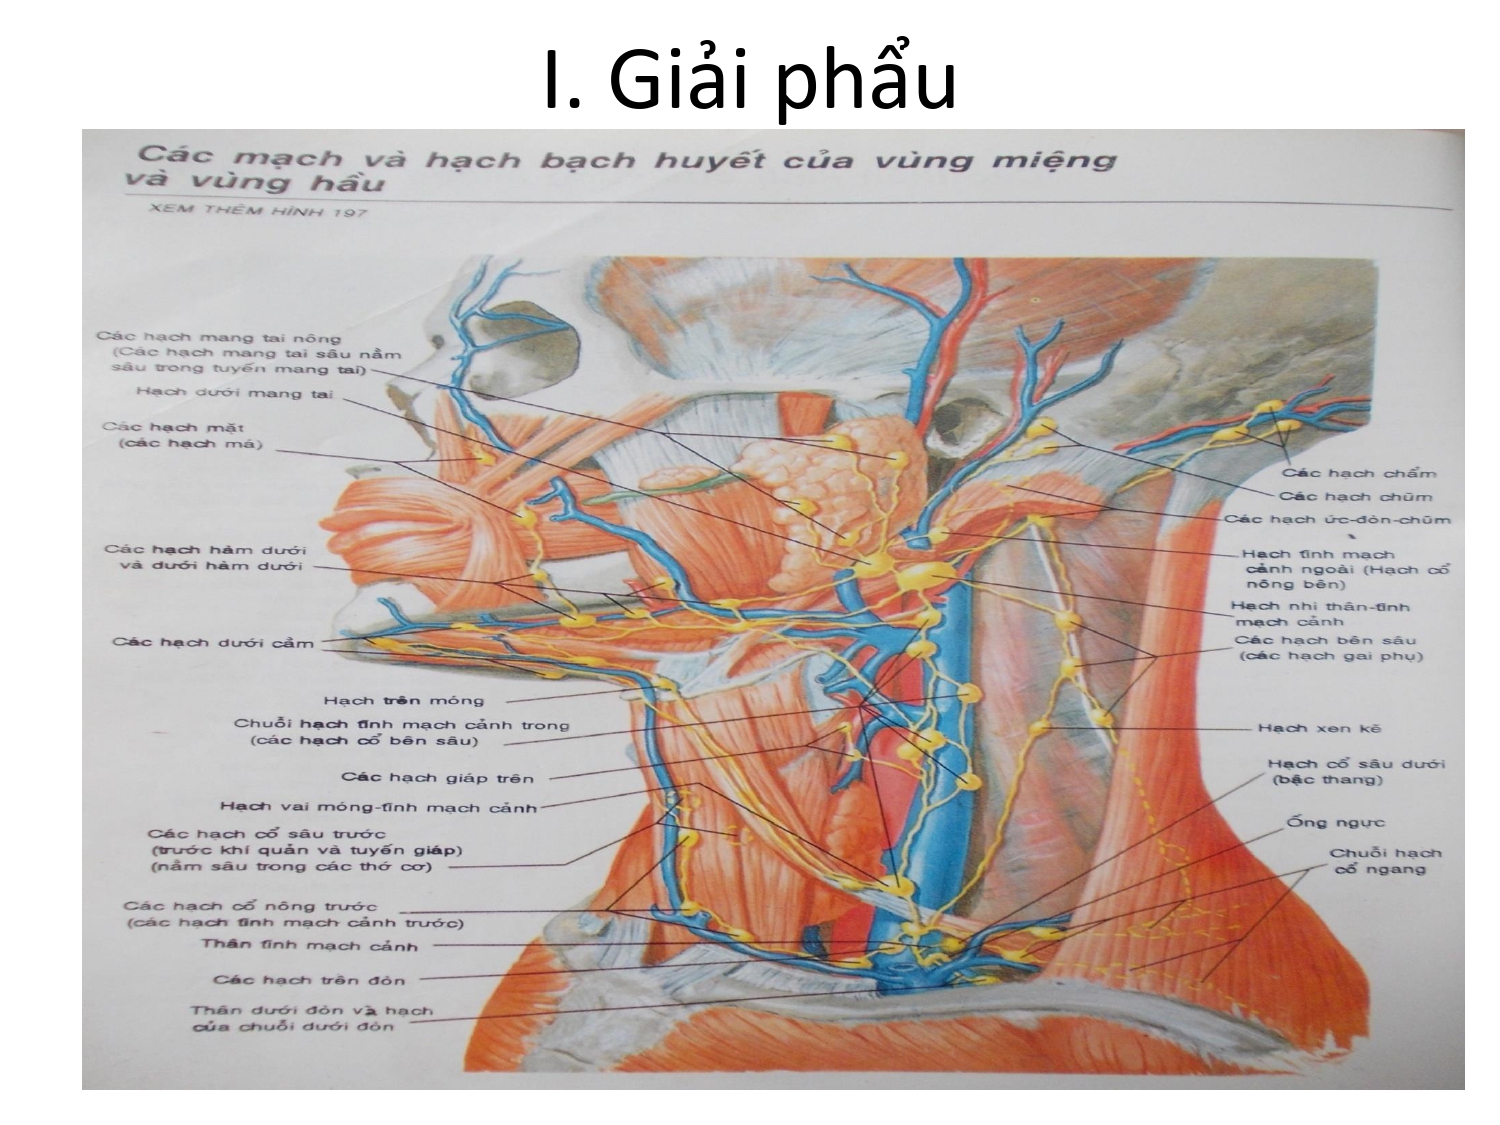 I. Giải phẩu
Các mạch và hạch bạch huyết của vùng miệng
và vùng hầu
XEM THÊM HÌNH 197
Các hạch mang tai nông
(Các hạch mang tai sâu nằm
sâu trong tuyến mang tai)
Hạch dưới mang tai
Các hạch mặt
(các hạch má)
Các hạch hàm dưới
và dưới hàm dưới
Các hạch dưới cằm
Hạch trên móng
Chuỗi hạch tĩnh mạch cảnh trong
(các hạch cổ bên sâu)
Các hạch giáp trên
Hạch vai móng-tĩnh mạch cảnh
Các hạch cổ sâu trước
(trước khí quản và tuyến giáp)
(nằm sâu trong các thớ cơ)
Các hạch cổ nông trước
(các hạch tĩnh mạch cảnh trước)
Thân tĩnh mạch cảnh
Các hạch trên đòn
Thân dưới đòn và hạch
của chuỗi dưới đòn
Các hạch chẩm
Các hạch chũm
Các hạch ức-đòn-chũm
Hạch tĩnh mạch
cảnh ngoài (Hạch cổ
nông bên)
Hạch nhị thân-tĩnh
mạch cảnh
Các hạch bên sâu
(các hạch gai phụ)
Hạch xen kẽ
Hạch cổ sâu dưới
(bậc thang)
Ống ngực
Chuỗi hạch
cổ ngang